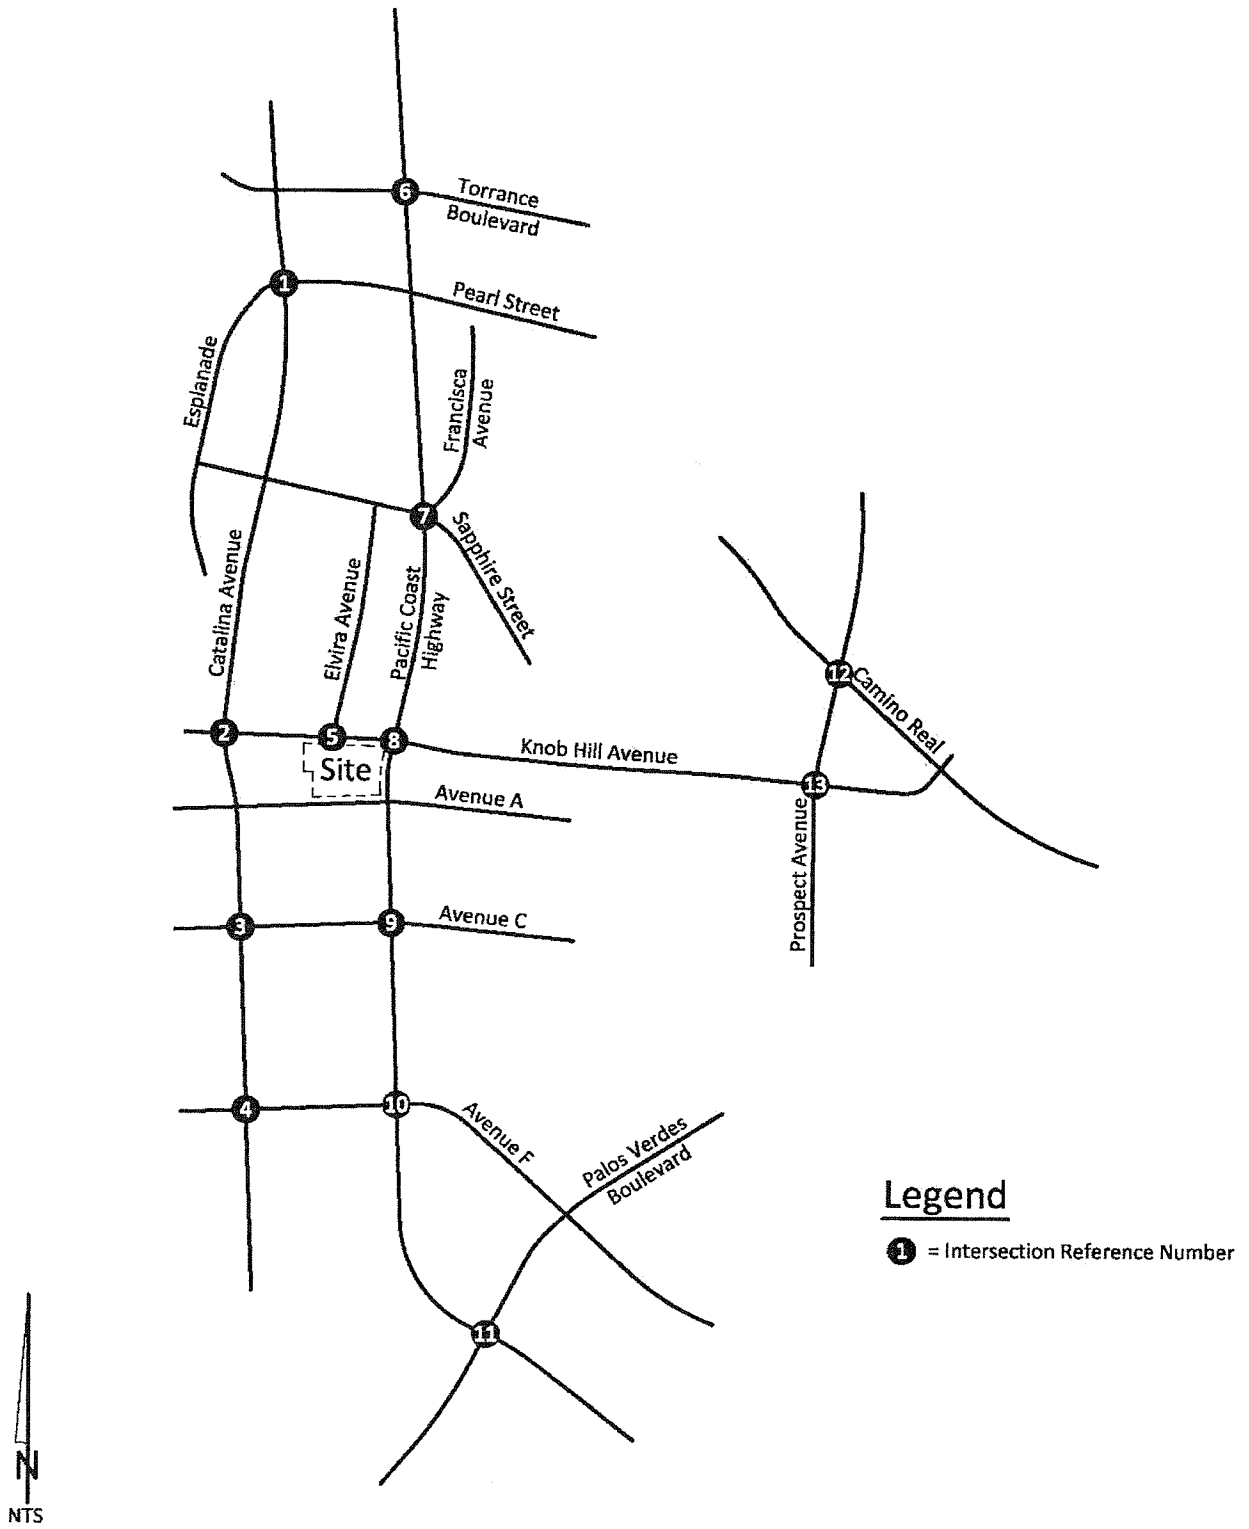 6
Torrance
Boulevard
1
Pearl Street
Esplanade
Francisca
Avenue
7
Sapphire Street
Catalina Avenue
Elvira Avenue
Pacific Coast
Highway
12
Camino Real
2
5
8
Knob Hill Avenue
Site
13
Avenue A
Prospect Avenue
3
9
Avenue C
4
10
Avenue F
Palos Verdes
Boulevard
Legend
1 = Intersection Reference Number
11
N
NTS